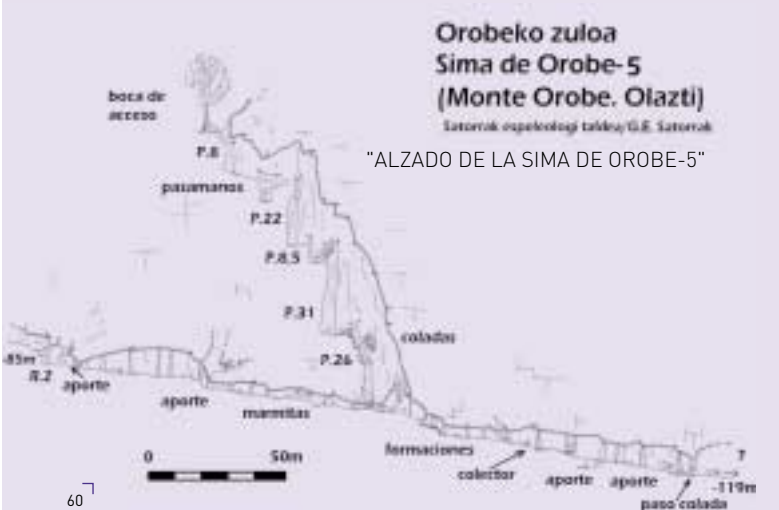 Orobeko zuloa
Sima de Orobe-5
(Monte Orobe. Olazti)
Satorrak espeleologi taldea/G.E. Satorrak
"ALZADO DE LA SIMA DE OROBE-5"
boca de
acceso
P.8
pasamanos
P.22
P.8,5
P.31
coladas
P.26
-85m
R.2
aporte
aporte
marmitas
formaciones
colector
aporte
aporte
?
-119m
paso colada
0 50m
60